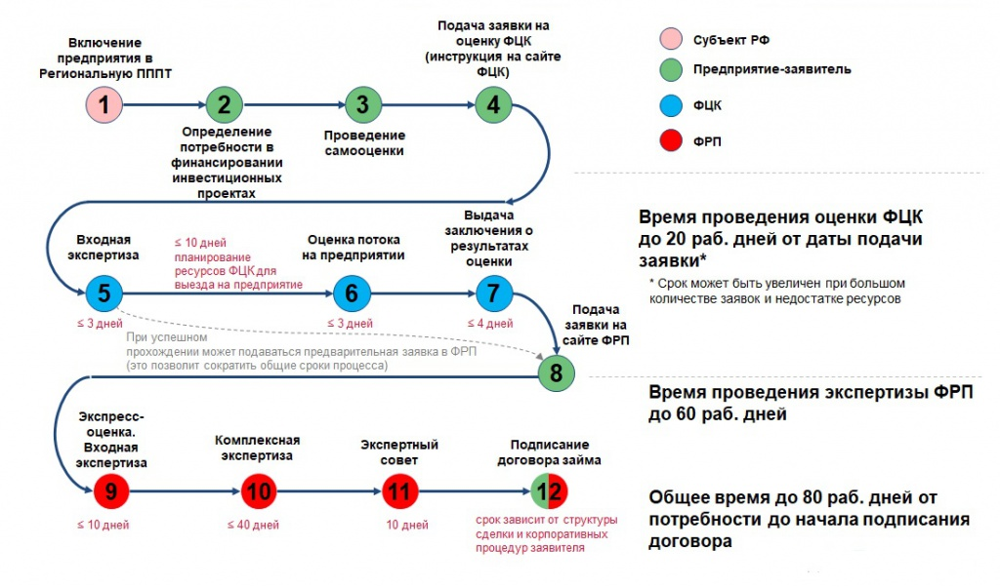 Включение
предприятия в
Региональную ПППТ
1
2
Определение
потребности в
финансировании
инвестиционных
проектах
3
Проведение
самооценки
Подача заявки на
оценку ФЦК
(инструкция на сайте
ФЦК)
4
Субъект РФ
Предприятие-заявитель
ФЦК
ФРП
Входная
экспертиза
5
≤ 3 дней
≤ 10 дней
планирование
ресурсов ФЦК для
выезда на предприятие
Оценка потока
на предприятии
6
≤ 3 дней
Выдача
заключения о
результатах
оценки
7
≤ 4 дней
При успешном
прохождении может подаваться предварительная заявка в ФРП
(это позволит сократить общие сроки процесса)
Подача
заявки на
сайте ФРП
8
Время проведения оценки ФЦК
до 20 раб. дней от даты подачи
заявки*
* Срок может быть увеличен при большом
количестве заявок и недостатке ресурсов
Экспресс-
оценка.
Входная
экспертиза
9
≤ 10 дней
Комплексная
экспертиза
10
≤ 40 дней
Экспертный
совет
11
10 дней
Подписание
договора займа
12
срок зависит от структуры
сделки и корпоративных
процедур заявителя
Время проведения экспертизы ФРП
до 60 раб. дней
Общее время до 80 раб. дней от
потребности до начала подписания
договора